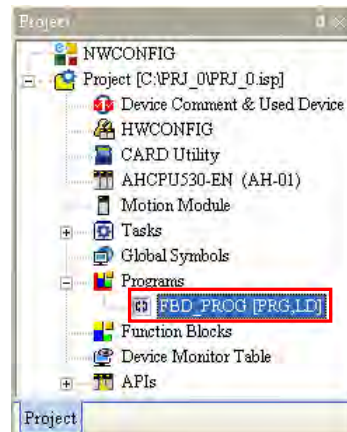 Project
NWCONFIG
Project [C:\PRJ_0\PRJ_0.isp]
Device Comment & Used Device
HWCONFIG
CARD Utility
AHCPU530-EN (AH-01)
Motion Module
Tasks
Global Symbols
Programs
FBD_PROG [PRG,LD]
Function Blocks
Device Monitor Table
APIs
Project